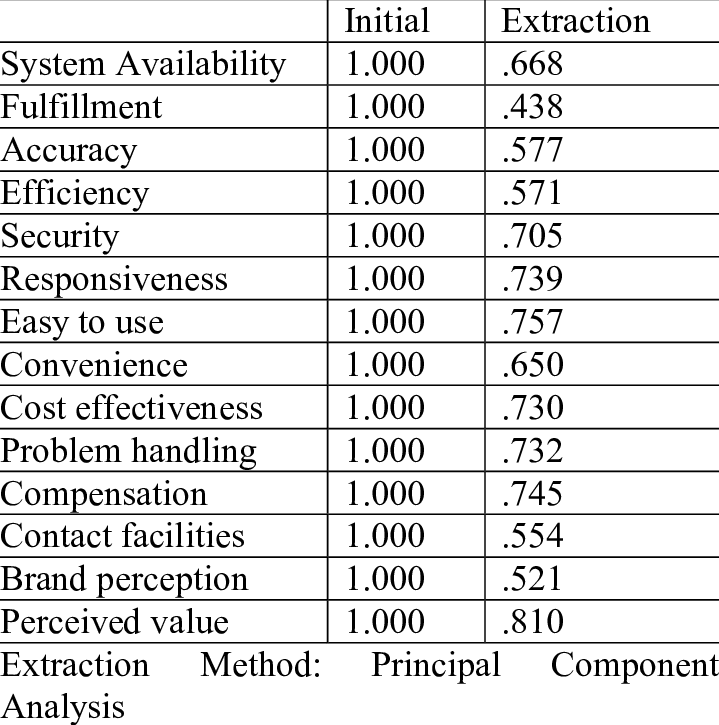 Initial Extraction
System Availability 1.000 .668
Fulfillment 1.000 .438
Accuracy 1.000 .577
Efficiency 1.000 .571
Security 1.000 .705
Responsiveness 1.000 .739
Easy to use 1.000 .757
Convenience 1.000 .650
Cost effectiveness 1.000 .730
Problem handling 1.000 .732
Compensation 1.000 .745
Contact facilities 1.000 .554
Brand perception 1.000 .521
Perceived value 1.000 .810
Extraction Method: Principal Component
Analysis